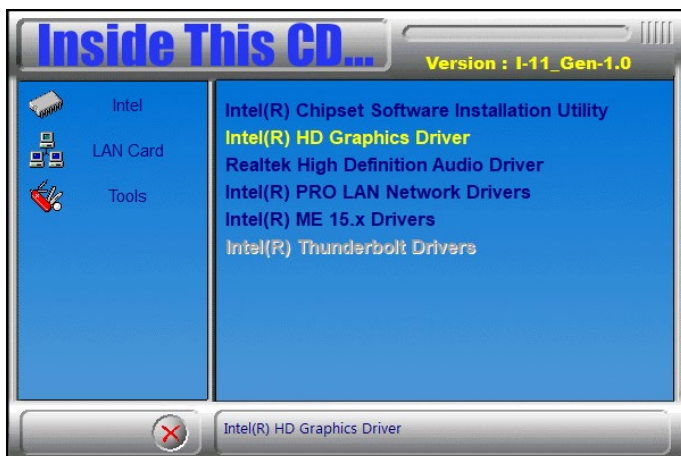 Inside This CD...
Version : I-11_Gen-1.0
Intel
LAN Card
Tools
Intel(R) Chipset Software Installation Utility
Intel(R) HD Graphics Driver
Realtek High Definition Audio Driver
Intel(R) PRO LAN Network Drivers
Intel(R) ME 15.x Drivers
Intel(R) Thunderbolt Drivers
Intel(R) HD Graphics Driver